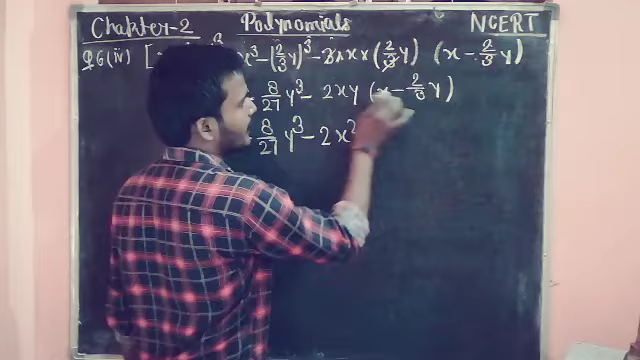 Chapter-2 Polynomials NCERT
Q6(iv) [ 3 x³ - (2/3 y)³ - 3 × x × (2/3 y) (x - 2/3 y)
8/27 y³ - 2xy (x - 2/3 y)
8/27 y³ - 2x²